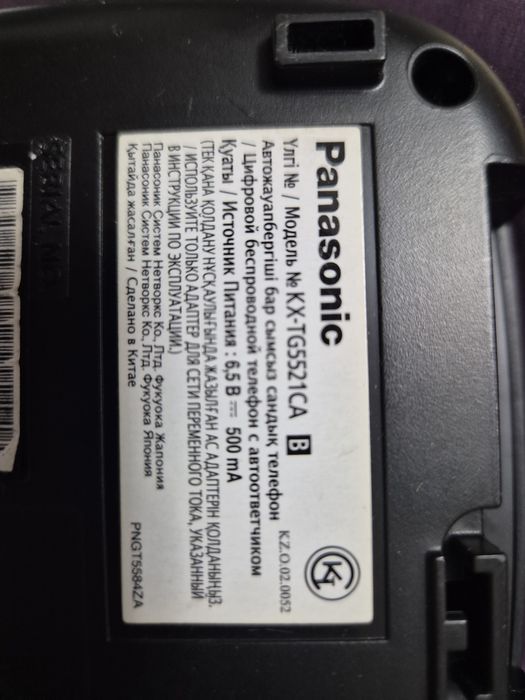 Panasonic
Үлгі № / Модель № KX-TG5521CA B
K.Z.O.02.0052
Автожауапбергіші бар сымсыз сандық телефон
/ Цифровой беспроводной телефон с автоответчиком
Қуаты / Источник Питания : 6,5 В 500 mA
(ТЕК ҚАНА ҚОЛДАНУ НҰСҚАУЛЫҒЫНДА ЖАЗЫЛҒАН АС АДАПТЕРІН ҚОЛДАНЫҢЫЗ.
/ ИСПОЛЬЗУЙТЕ ТОЛЬКО АДАПТЕР ДЛЯ СЕТИ ПЕРЕМЕННОГО ТОКА, УКАЗАННЫЙ
В ИНСТРУКЦИИ ПО ЭКСПЛУАТАЦИИ.)
Панасоник Систем Нетворкс Ко., Лтд. Фукуока Жапония
Панасоник Систем Нетворкс Ко., Лтд. Фукуока Япония
Қытайда жасалған / Сделано в Китае
PNGT5584ZA